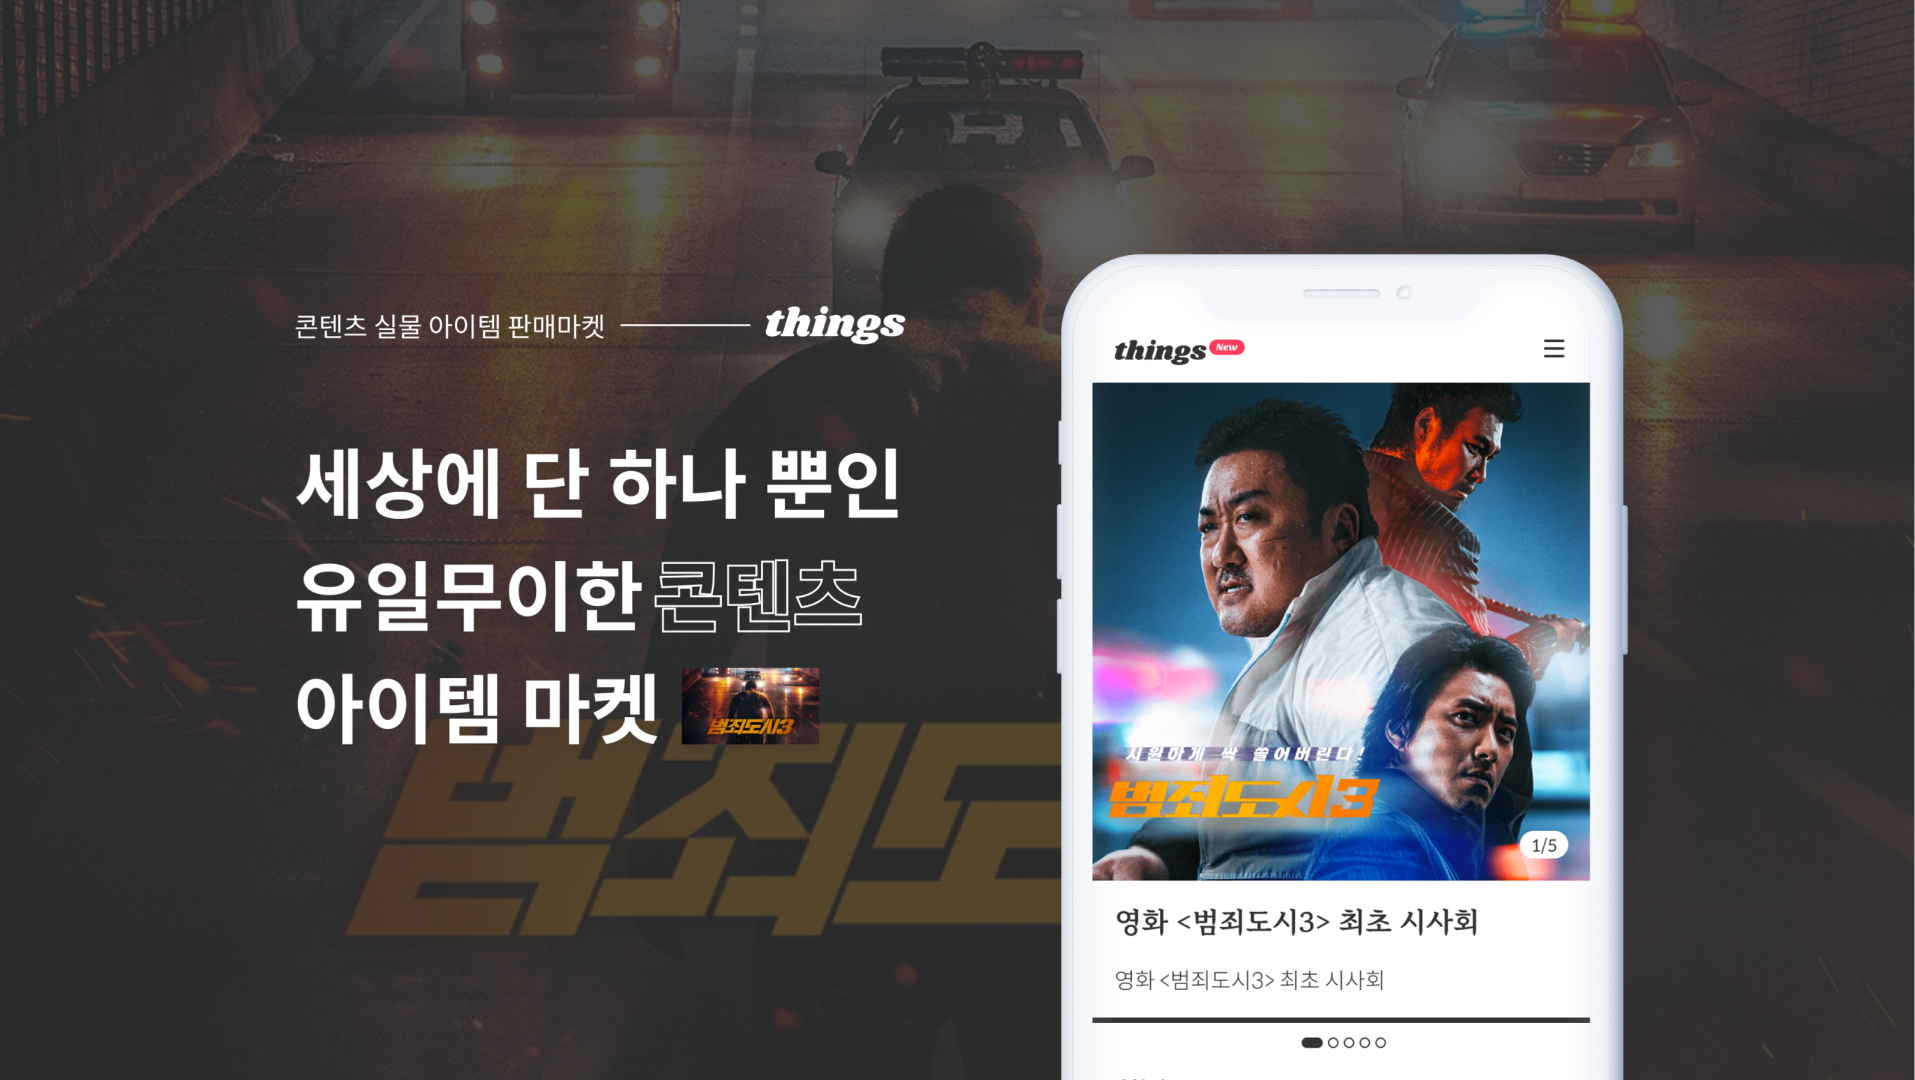 콘텐츠 실물 아이템 판매마켓 things
세상에 단 하나 뿐인
유일무이한 콘텐츠
아이템 마켓
범죄도시3
범죄도
things New
시원하게 싹 쓸어버린다!
범죄도시3
1/5
영화 <범죄도시3> 최초 시사회
영화 <범죄도시3> 최초 시사회